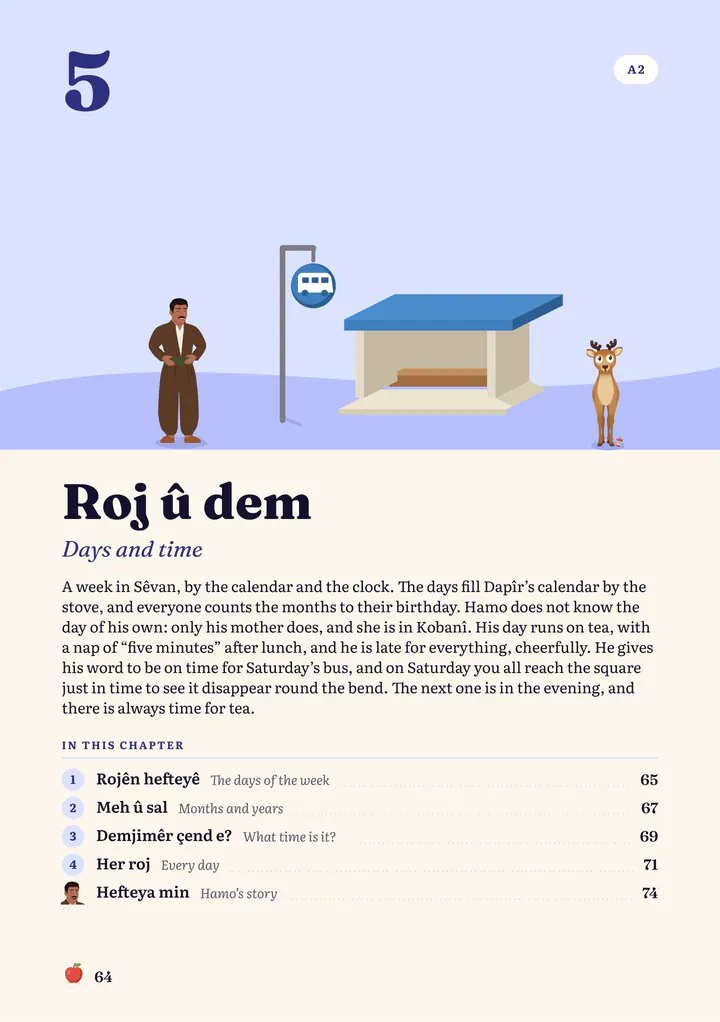 5
A2
Roj û dem
Days and time
A week in Sêvan, by the calendar and the clock. The days fill Dapîr’s calendar by the
stove, and everyone counts the months to their birthday. Hamo does not know the
day of his own: only his mother does, and she is in Kobanî. His day runs on tea, with
a nap of “five minutes” after lunch, and he is late for everything, cheerfully. He gives
his word to be on time for Saturday’s bus, and on Saturday you all reach the square
just in time to see it disappear round the bend. The next one is in the evening, and
there is always time for tea.
IN THIS CHAPTER
1 Rojên hefteyê The days of the week 65
2 Meh û sal Months and years 67
3 Demjimêr çend e? What time is it? 69
4 Her roj Every day 71
Hefteya min Hamo’s story 74
64